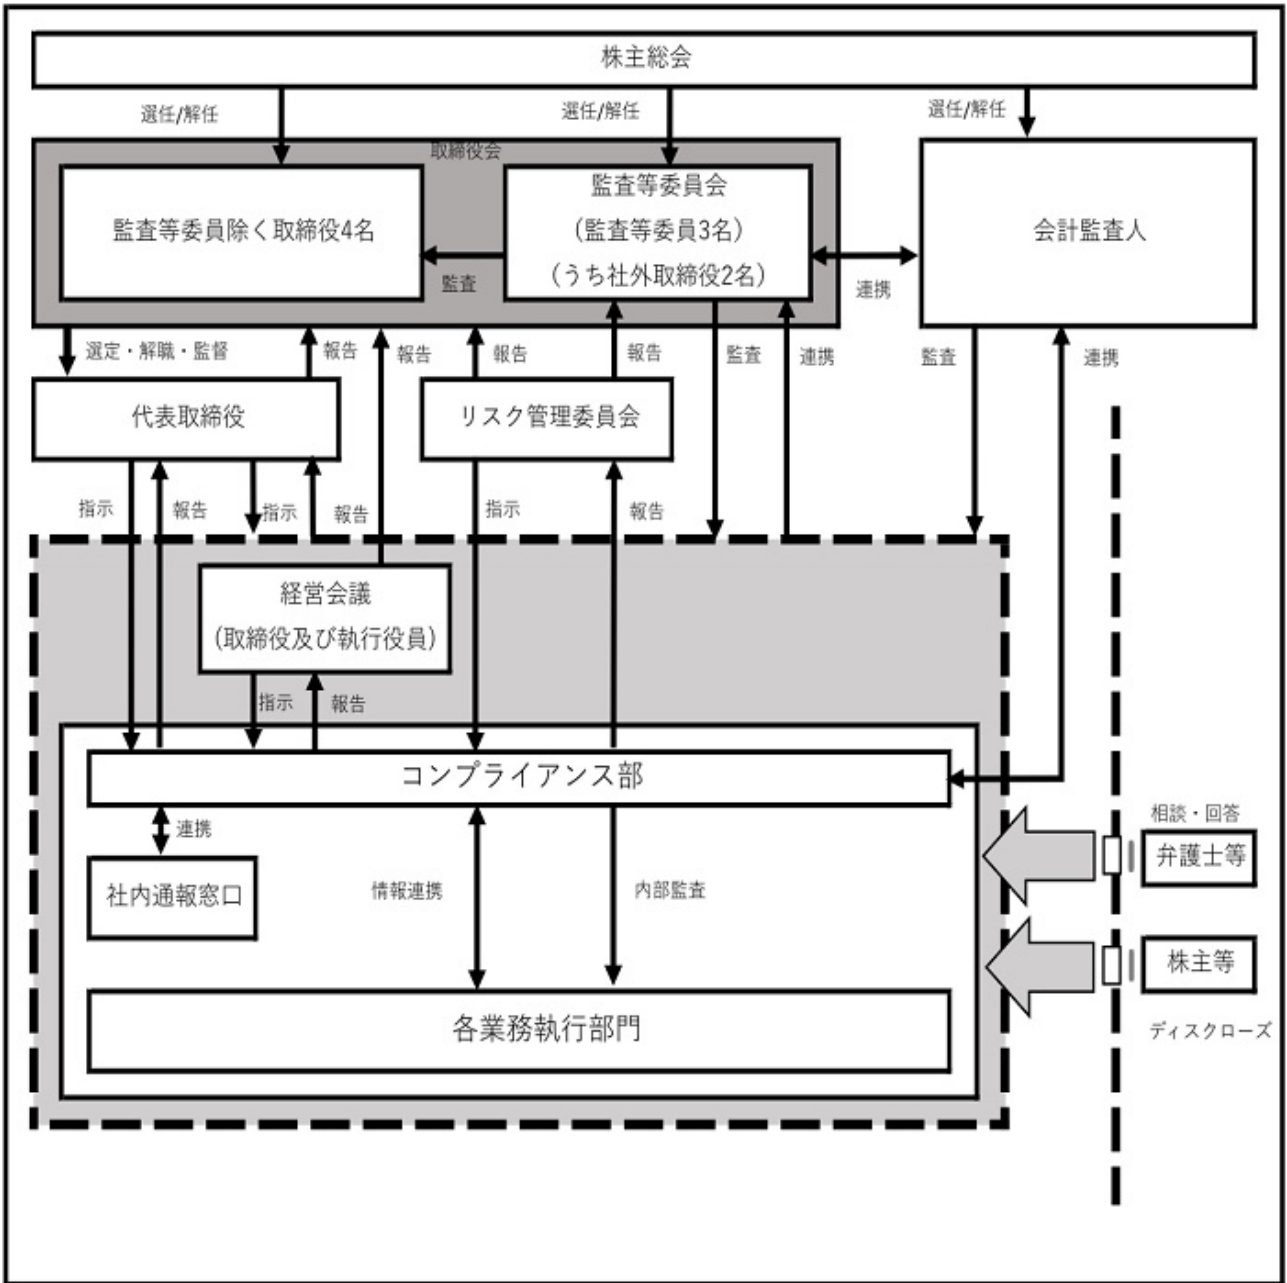 株主総会
選任/解任
選任/解任
選任/解任
取締役会
監査等委員除く取締役4名
監査等委員会
(監査等委員3名)
(うち社外取締役2名)
会計監査人
監査
連携
選定・解職・監督
報告
報告
報告
報告
監査
連携
監査
連携
代表取締役
リスク管理委員会
指示
報告
指示
報告
指示
報告
経営会議
(取締役及び執行役員)
指示
報告
コンプライアンス部
連携
相談・回答
弁護士等
社内通報窓口
情報連携
内部監査
株主等
各業務執行部門
ディスクローズ